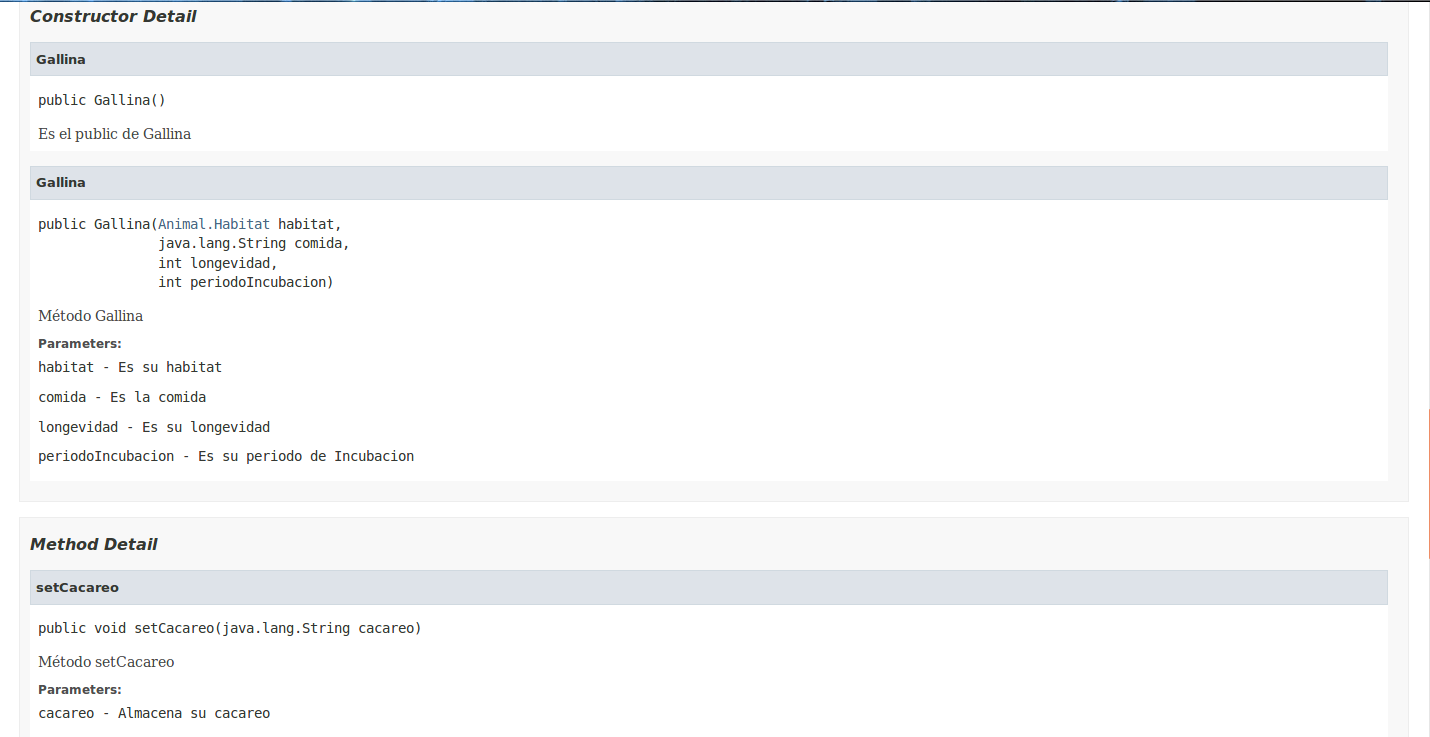 Constructor Detail
Gallina
public Gallina()
Es el public de Gallina
Gallina
public Gallina(Animal.Habitat habitat,
java.lang.String comida,
int longevidad,
int periodoIncubacion)
Método Gallina
Parameters:
habitat - Es su habitat
comida - Es la comida
longevidad - Es su longevidad
periodoIncubacion - Es su periodo de Incubacion
Method Detail
setCacareo
public void setCacareo(java.lang.String cacareo)
Método setCacareo
Parameters:
cacareo - Almacena su cacareo